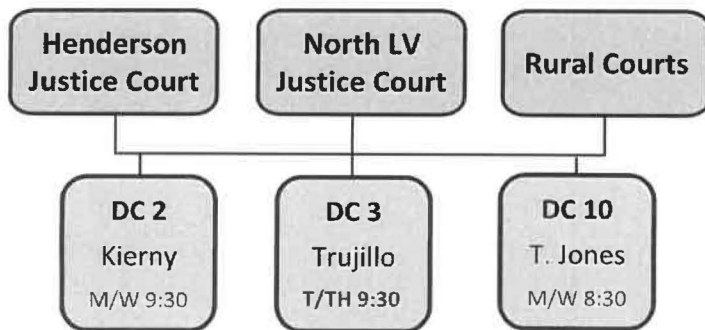 Henderson
Justice Court
North LV
Justice Court
Rural Courts
DC 2
Kierny
M/W 9:30
DC 3
Trujillo
T/TH 9:30
DC 10
T. Jones
M/W 8:30